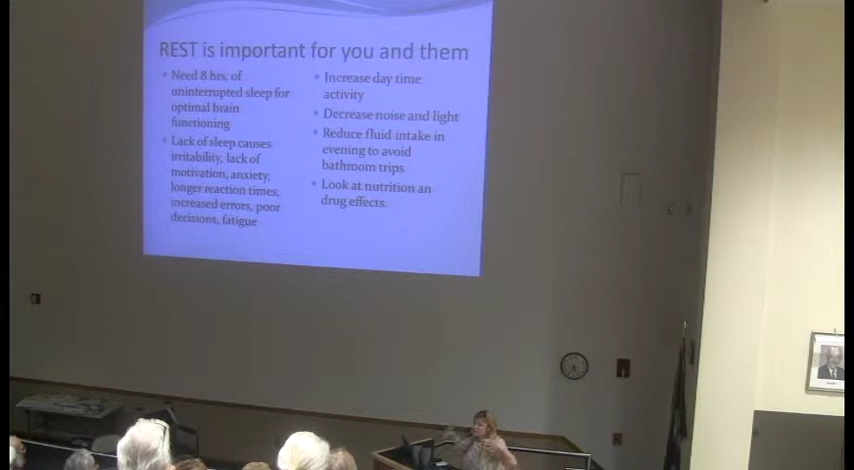 REST is important for you and them
• Need 8 hrs. of
uninterrupted sleep for
optimal brain
functioning
• Lack of sleep causes
irritability, lack of
motivation, anxiety,
longer reaction times,
increased errors, poor
decisions, fatigue
• Increase day time
activity
• Decrease noise and light
• Reduce fluid intake in
evening to avoid
bathroom trips
• Look at nutrition an
drug effects.